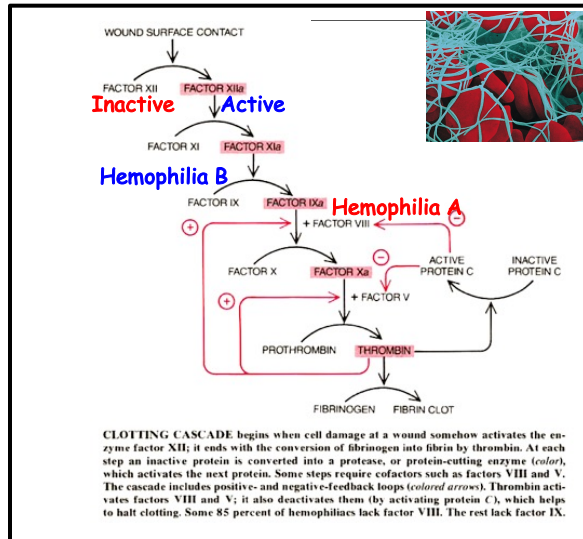 WOUND SURFACE CONTACT
FACTOR XII
FACTOR XIIa
Inactive
Active
FACTOR XI
FACTOR XIa
Hemophilia B
FACTOR IX
FACTOR IXa
Hemophilia A
+
+ FACTOR VIII
−
FACTOR X
FACTOR Xa
−
ACTIVE
PROTEIN C
INACTIVE
PROTEIN C
+
+ FACTOR V
PROTHROMBIN
THROMBIN
FIBRINOGEN
FIBRIN CLOT
CLOTTING CASCADE begins when cell damage at a wound somehow activates the en-
zyme factor XII; it ends with the conversion of fibrinogen into fibrin by thrombin. At each
step an inactive protein is converted into a protease, or protein-cutting enzyme (color),
which activates the next protein. Some steps require cofactors such as factors VIII and V.
The cascade includes positive- and negative-feedback loops (colored arrows). Thrombin acti-
vates factors VIII and V; it also deactivates them (by activating protein C), which helps
to halt clotting. Some 85 percent of hemophiliacs lack factor VIII. The rest lack factor IX.